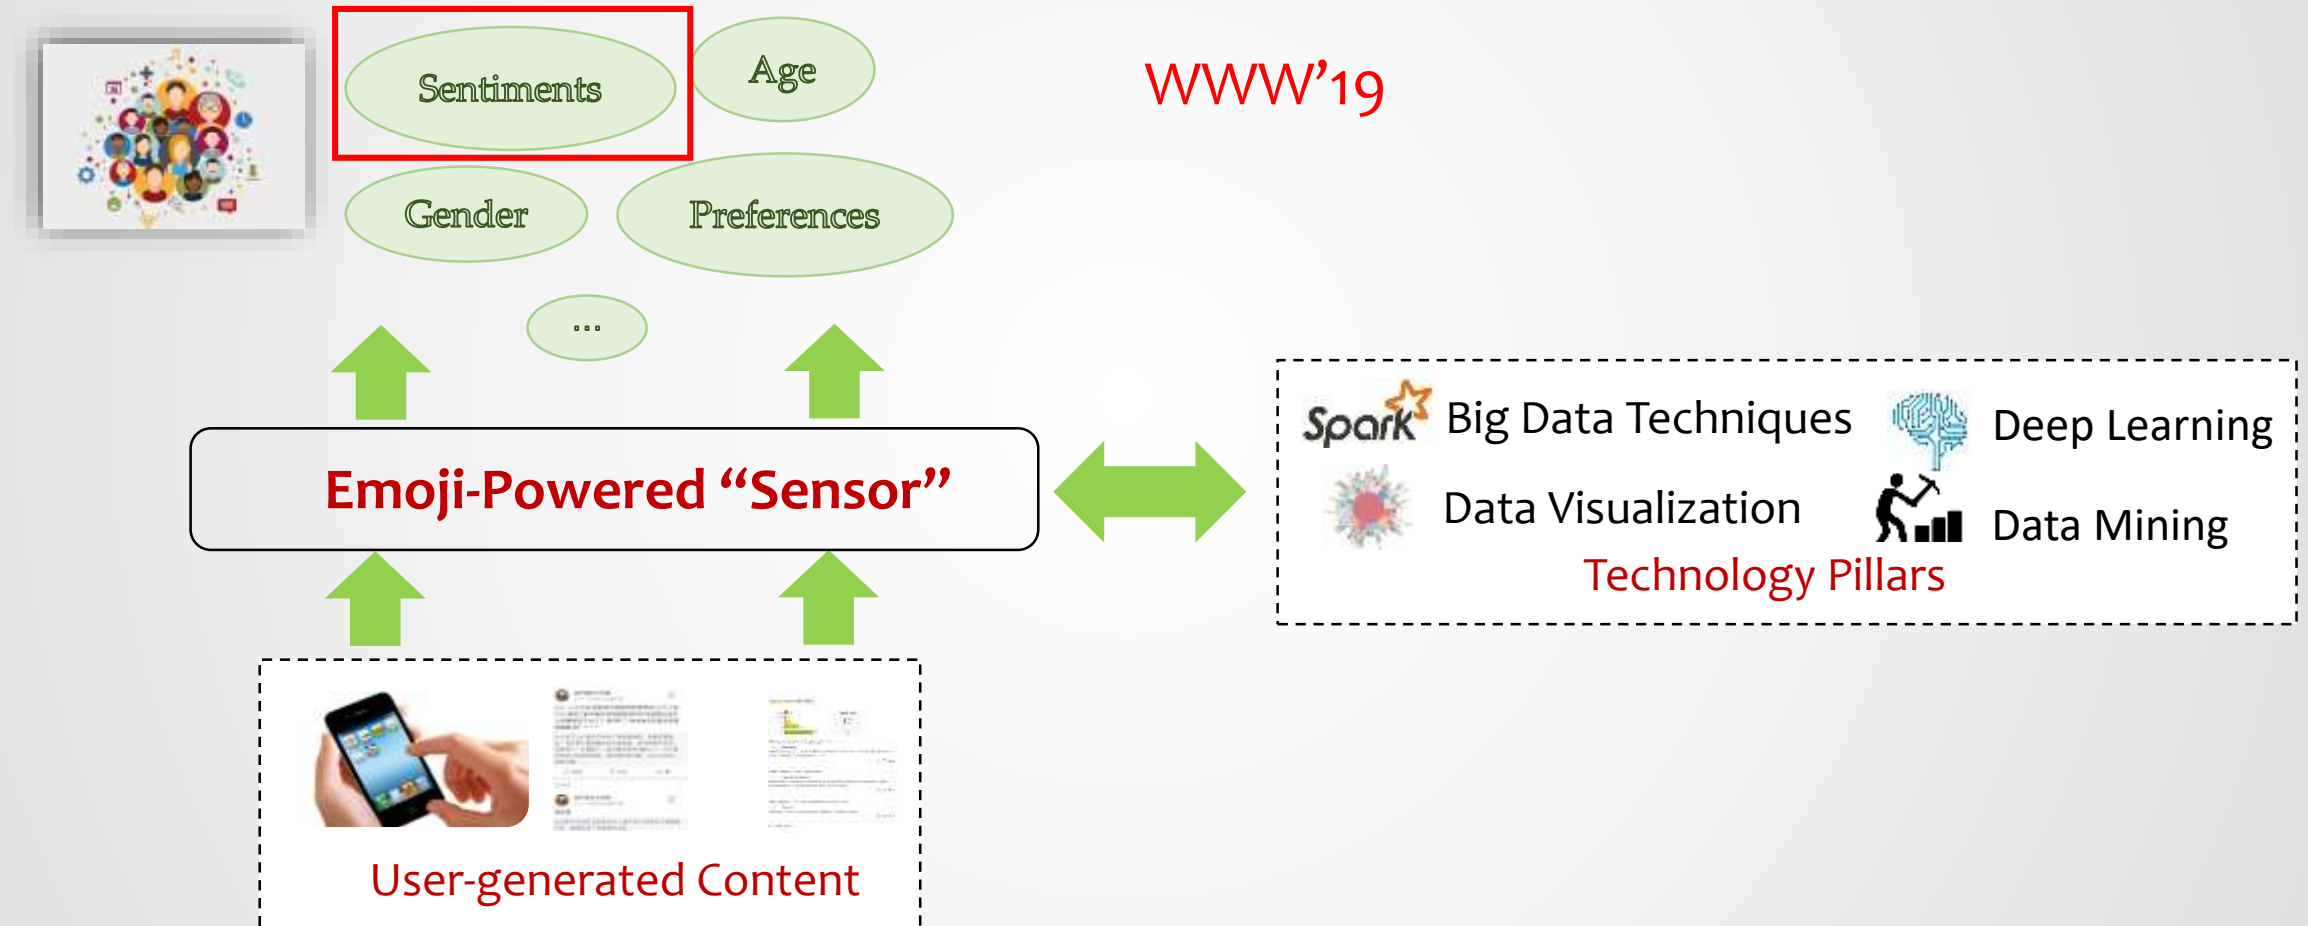 Sentiments
Age
WWW’19
Gender
Preferences
...
Spark
Big Data Techniques
Deep Learning
Emoji-Powered “Sensor”
Data Visualization
Data Mining
Technology Pillars
User-generated Content